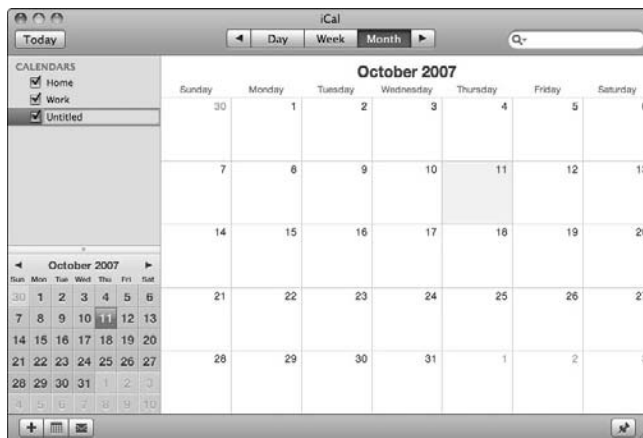 iCal
Today
Day Week Month
CALENDARS
Home
Work
Untitled
October 2007
Sunday Monday Tuesday Wednesday Thursday Friday Saturday
30 1 2 3 4 5
7 8 9 10 11 12
14 15 16 17 18 19
21 22 23 24 25 26
28 29 30 31 1 2
October 2007
Sun Mon Tue Wed Thu Fri Sat
30 1 2 3 4 5 6
7 8 9 10 11 12 13
14 15 16 17 18 19 20
21 22 23 24 25 26 27
28 29 30 31 1 2 3
4 5 6 7 8 9 10